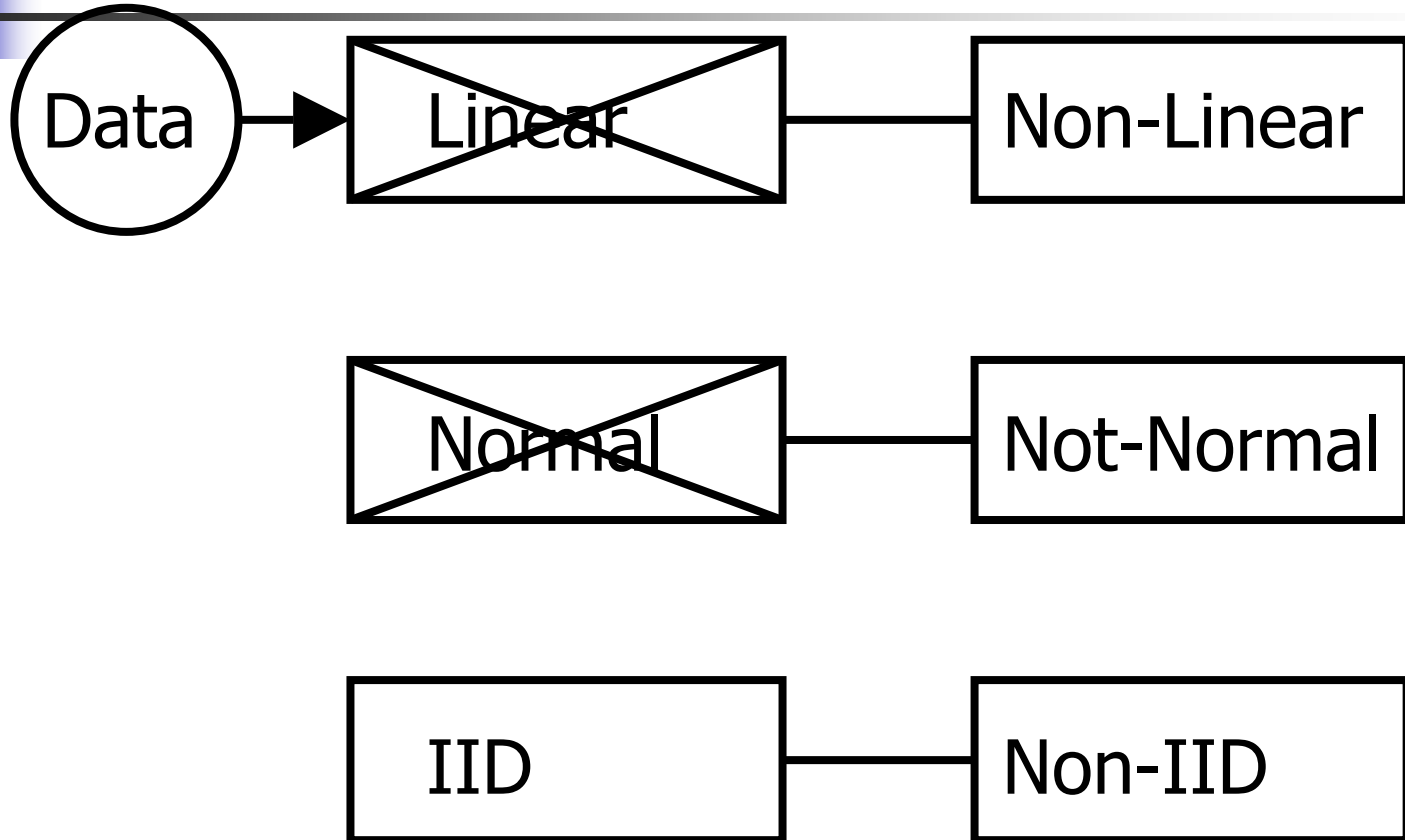 Data
Linear
Non-Linear
Normal
Not-Normal
IID
Non-IID